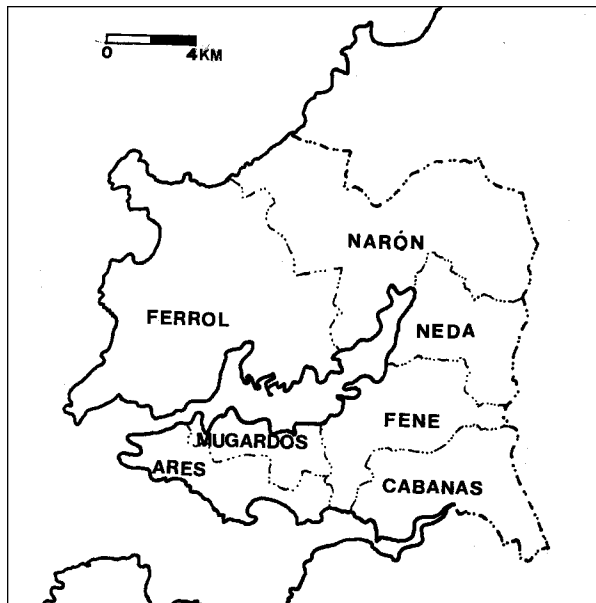 0 4KM
NARÓN
FERROL
NEDA
FENE
MUGARDOS
ARES
CABANAS